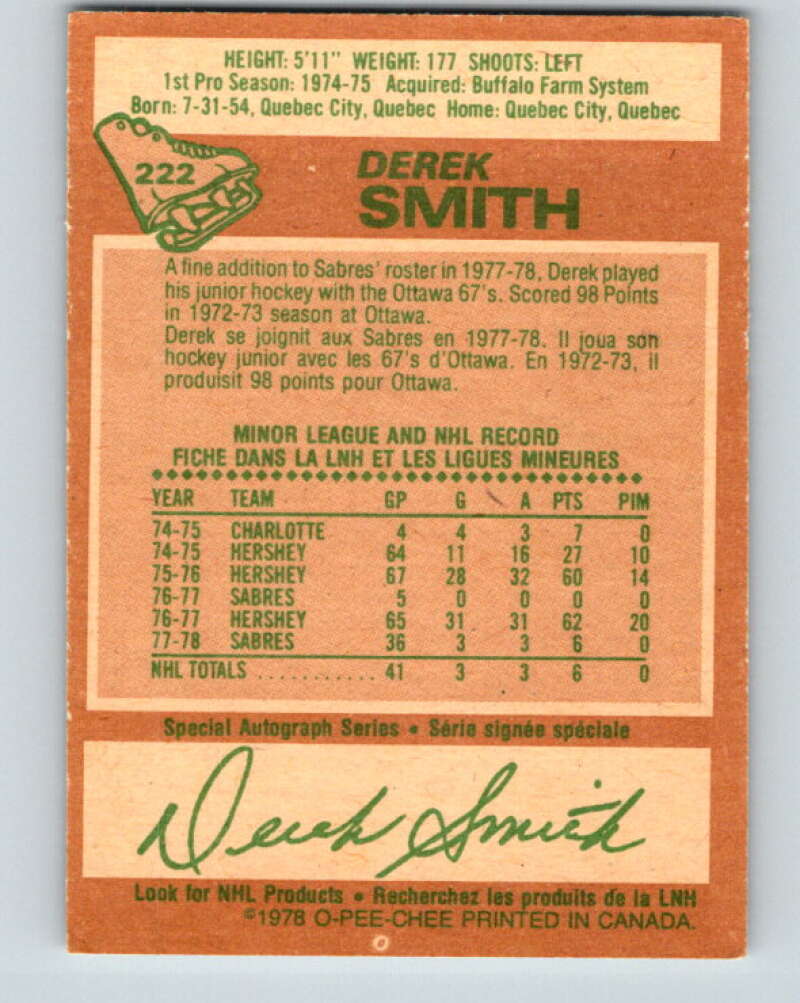 HEIGHT: 5'11" WEIGHT: 177 SHOOTS: LEFT
1st Pro Season: 1974-75 Acquired: Buffalo Farm System
Born: 7-31-54, Quebec City, Quebec Home: Quebec City, Quebec
222
DEREK
SMITH
A fine addition to Sabres' roster in 1977-78, Derek played
his junior hockey with the Ottawa 67's. Scored 98 Points
in 1972-73 season at Ottawa.
Derek se joignit aux Sabres en 1977-78. Il joua son
hockey junior avec les 67's d'Ottawa. En 1972-73, il
produisit 98 points pour Ottawa.
MINOR LEAGUE AND NHL RECORD
FICHE DANS LA LNH ET LES LIGUES MINEURES
YEAR TEAM GP G A PTS PIM
74-75 CHARLOTTE 4 4 3 7 0
74-75 HERSHEY 64 11 16 27 10
75-76 HERSHEY 67 28 32 60 14
76-77 SABRES 5 0 0 0 0
76-77 HERSHEY 65 31 31 62 20
77-78 SABRES 36 3 3 6 0
NHL TOTALS ............ 41 3 3 6 0
Special Autograph Series • Série signée spéciale
Derek Smith
Look for NHL Products • Recherchez les produits de la LNH
©1978 O-PEE-CHEE PRINTED IN CANADA.